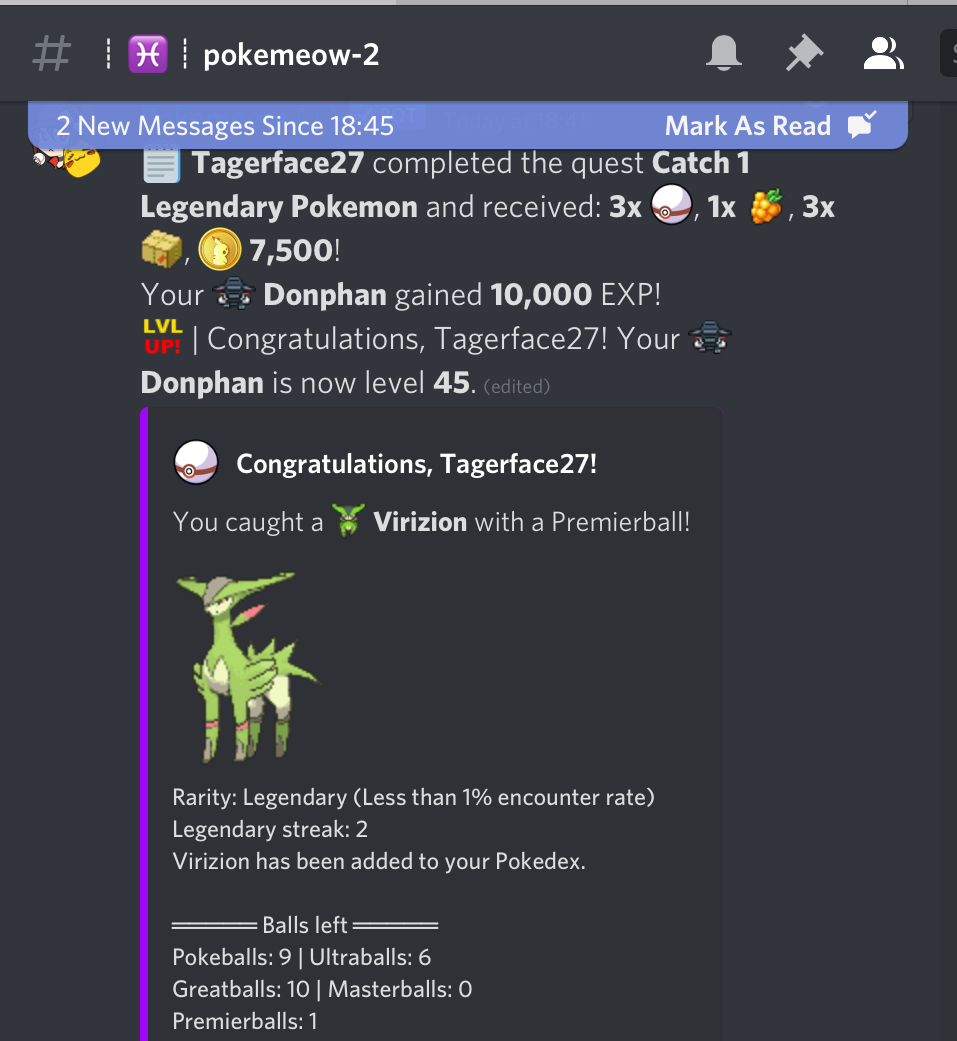 pokemeow-2
2 New Messages Since 18:45 Mark As Read
Tagerface27 completed the quest Catch 1
Legendary Pokemon and received: 3x , 1x , 3x
, 7,500!
Your Donphan gained 10,000 EXP!
LVL UP! | Congratulations, Tagerface27! Your
Donphan is now level 45. (edited)
Congratulations, Tagerface27!
You caught a Virizion with a Premierball!
Rarity: Legendary (Less than 1% encounter rate)
Legendary streak: 2
Virizion has been added to your Pokedex.
══════ Balls left ══════
Pokeballs: 9 | Ultraballs: 6
Greatballs: 10 | Masterballs: 0
Premierballs: 1